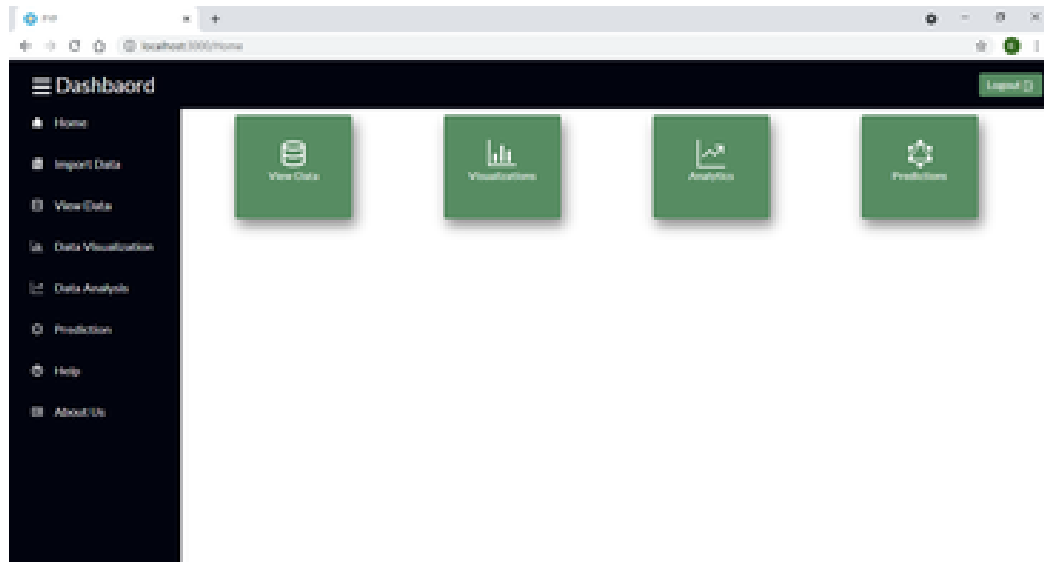 localhost:3000/Home
Dashbaord
Logout
Home
Import Data
View Data
Data Visualization
Data Analysis
Prediction
Help
About Us
View Data
Visualizations
Analytics
Predictions